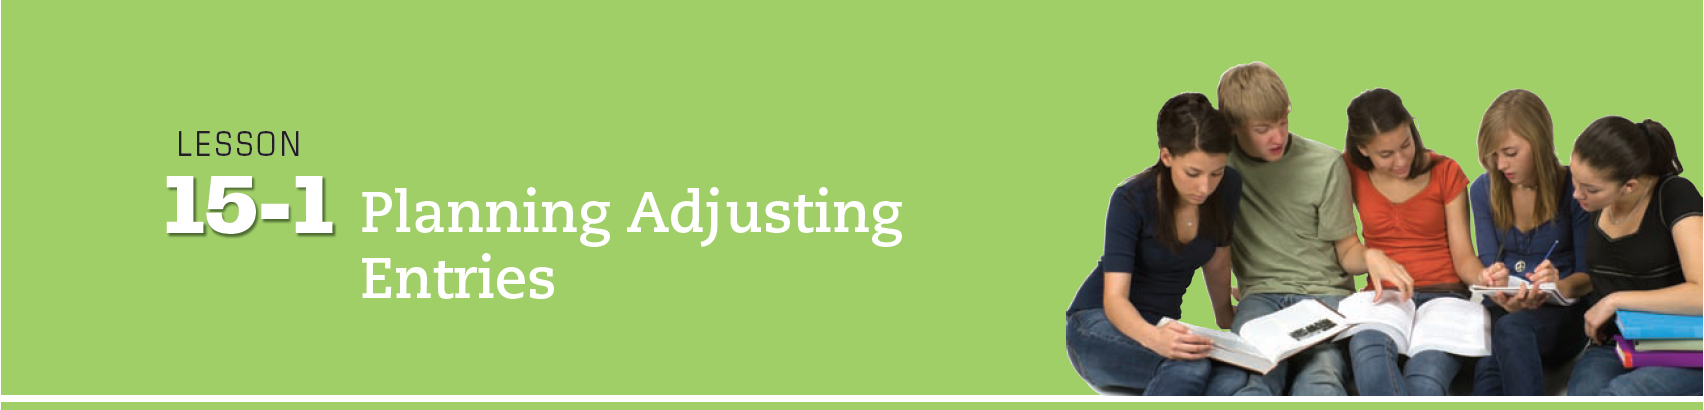 LESSON
15-1 Planning Adjusting
Entries